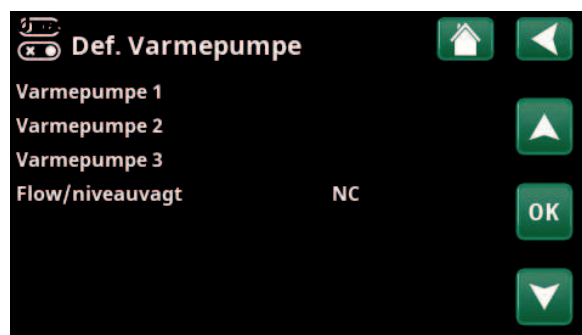 Def. Varmepumpe
Varmepumpe 1
Varmepumpe 2
Varmepumpe 3
Flow/niveauvagt NC
OK